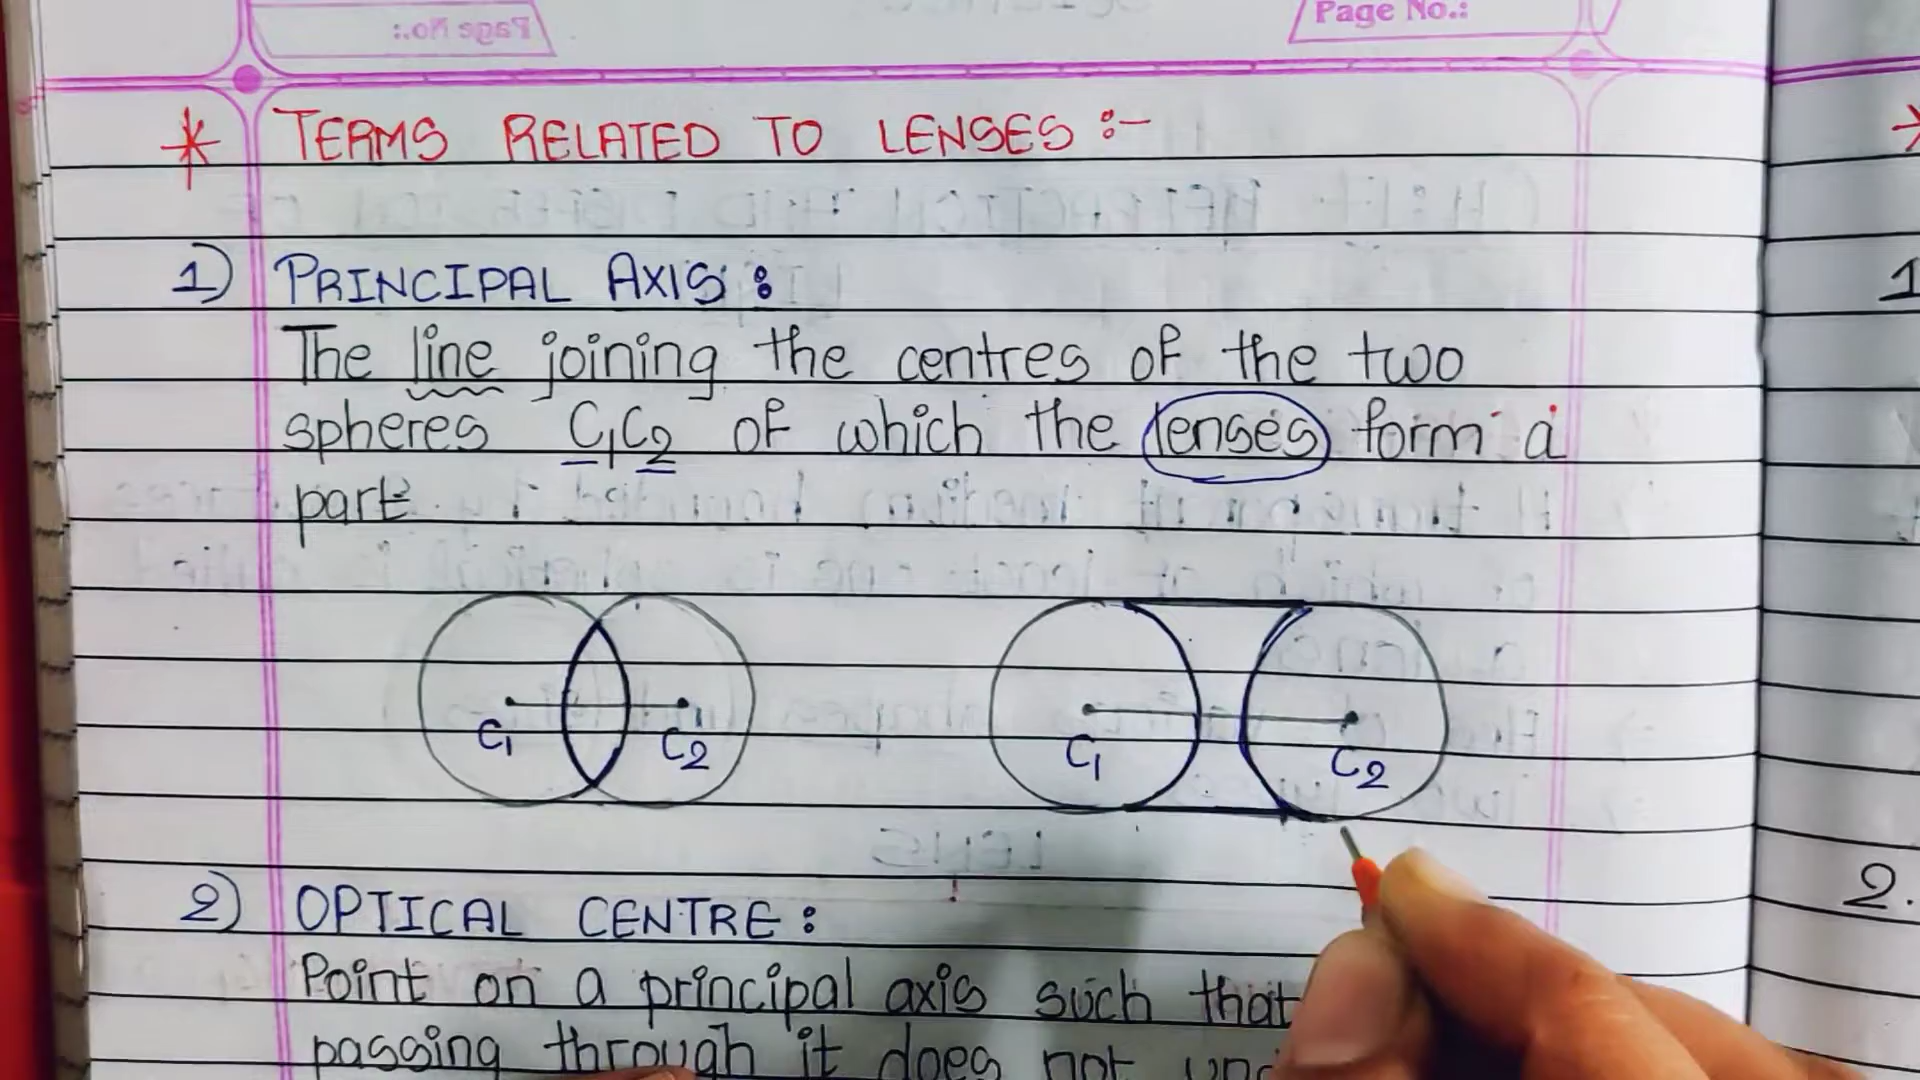 Page No.:
* TERMS RELATED TO LENSES :-
1) PRINCIPAL AXIS :
The line joining the centres of the two
spheres C1C2 of which the lenses form a
part.
C1 C2 C1 C2
2) OPTICAL CENTRE :
Point on a principal axis such that
passing through it does not
1
2.